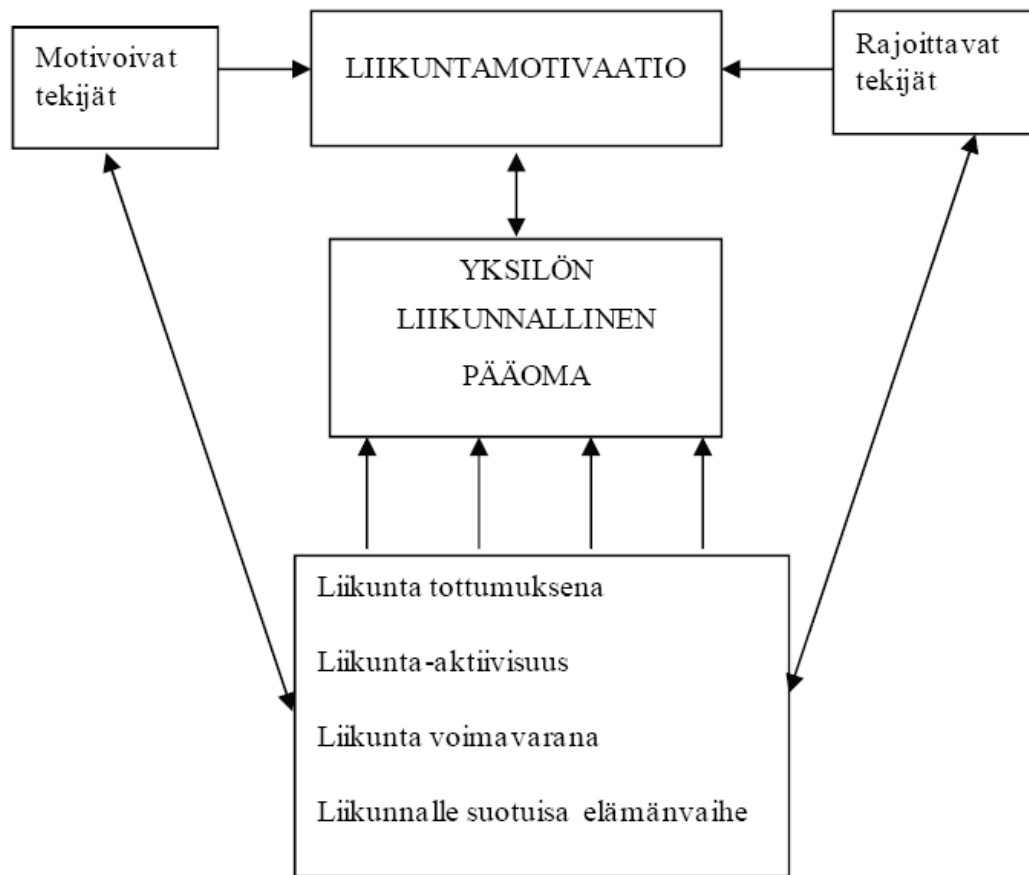 Motivoivat
tekijät
LIIKUNTAMOTIVAATIO
Rajoittavat
tekijät
YKSILÖN
LIIKUNNALLINEN
PÄÄOMA
Liikunta tottumuksena
Liikunta-aktiivisuus
Liikunta voimavarana
Liikunnalle suotuisa elämänvaihe